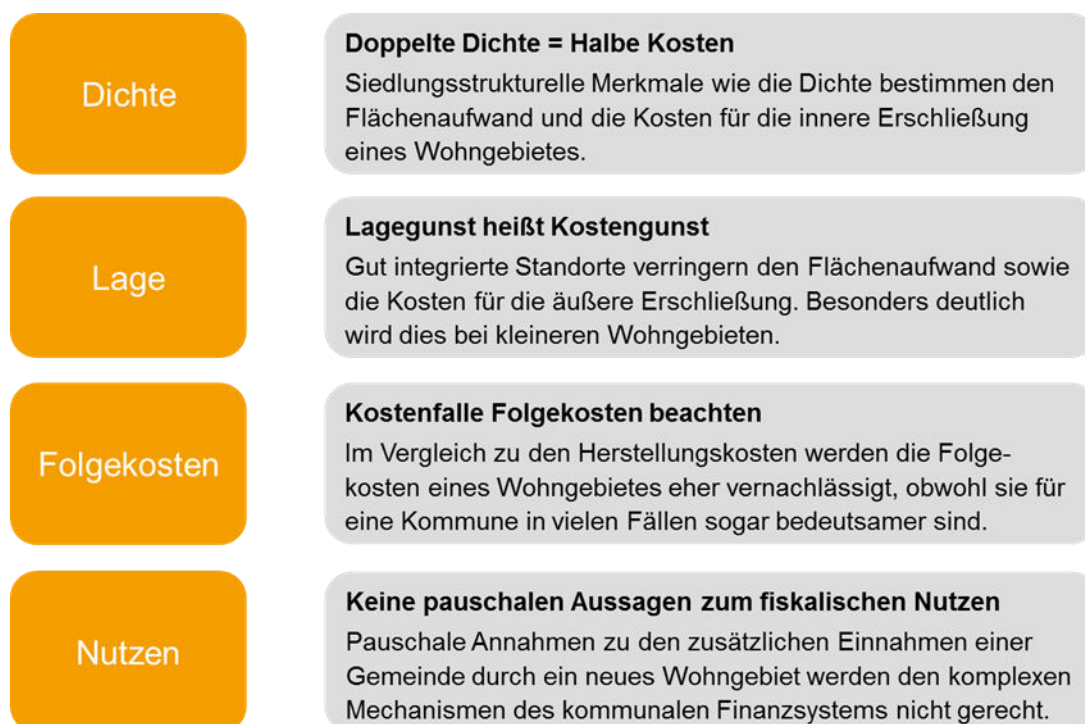 Dichte
Doppelte Dichte = Halbe Kosten
Siedlungsstrukturelle Merkmale wie die Dichte bestimmen den
Flächenaufwand und die Kosten für die innere Erschließung
eines Wohngebietes.
Lage
Lagegunst heißt Kostengunst
Gut integrierte Standorte verringern den Flächenaufwand sowie
die Kosten für die äußere Erschließung. Besonders deutlich
wird dies bei kleineren Wohngebieten.
Folgekosten
Kostenfalle Folgekosten beachten
Im Vergleich zu den Herstellungskosten werden die Folge-
kosten eines Wohngebietes eher vernachlässigt, obwohl sie für
eine Kommune in vielen Fällen sogar bedeutsamer sind.
Nutzen
Keine pauschalen Aussagen zum fiskalischen Nutzen
Pauschale Annahmen zu den zusätzlichen Einnahmen einer
Gemeinde durch ein neues Wohngebiet werden den komplexen
Mechanismen des kommunalen Finanzsystems nicht gerecht.